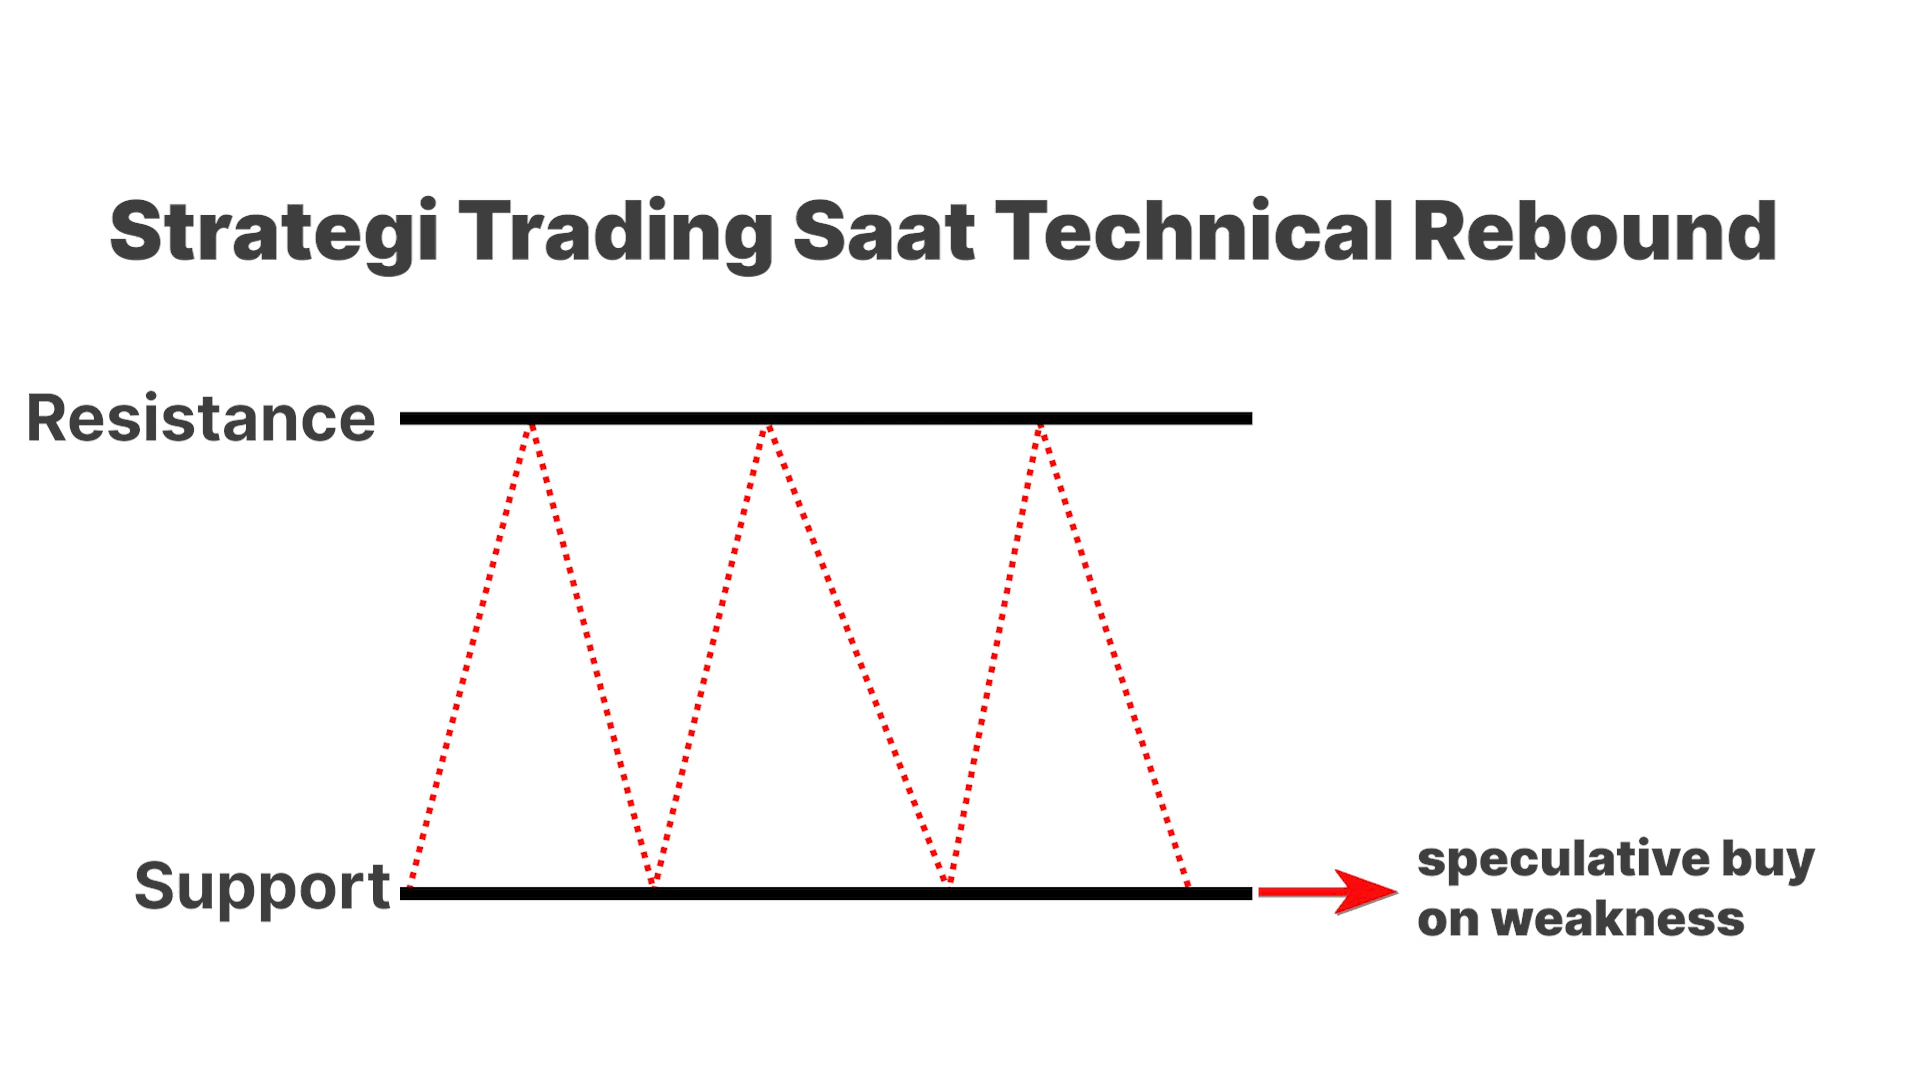 Strategi Trading Saat Technical Rebound
Resistance
Support
speculative buy
on weakness